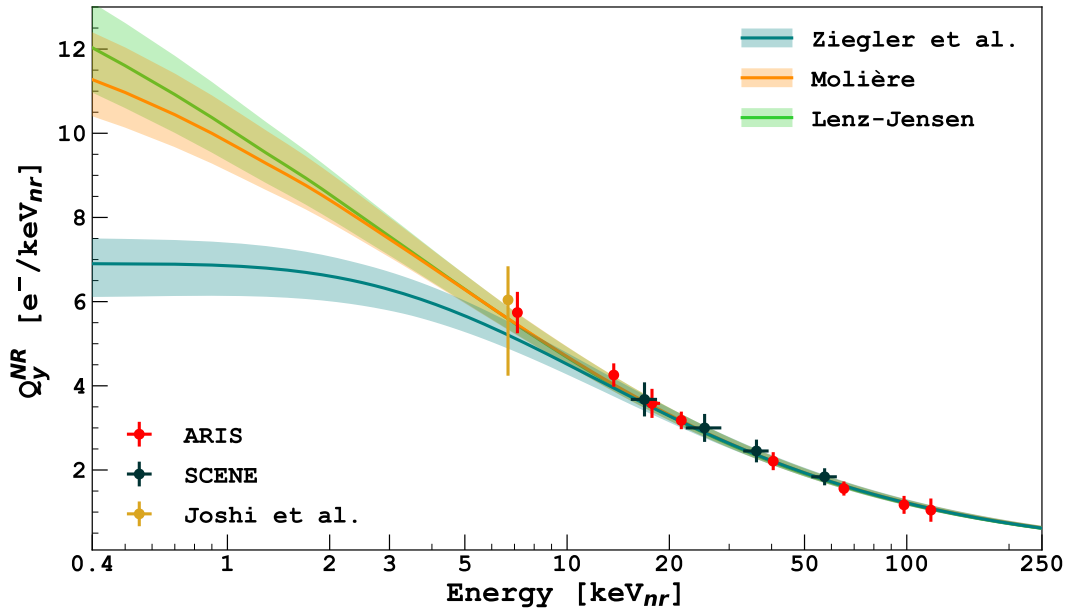 Ziegler et al.
Molière
Lenz-Jensen
12
10
8
6
4
2
0
Q_y^NR [e⁻/keV_nr]
ARIS
SCENE
Joshi et al.
0.4 1 2 3 5 10 20 50 100 250
Energy [keV_nr]